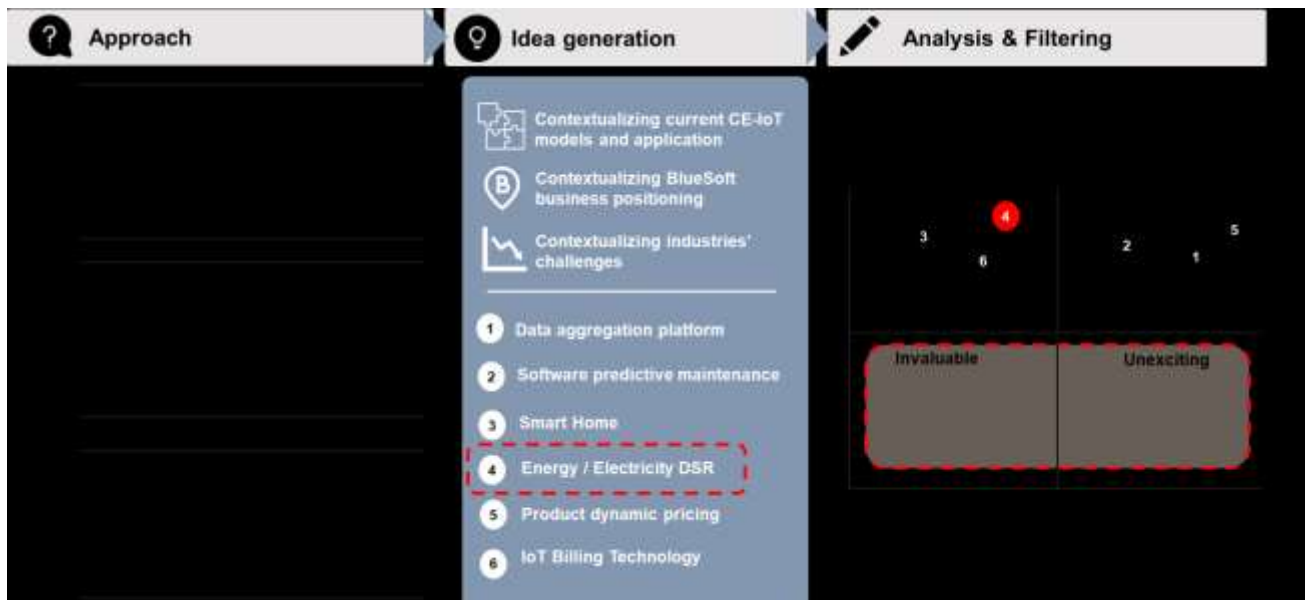 ?
Approach
Idea generation
Analysis & Filtering
Contextualizing current CE-IoT
models and application
B
Contextualizing BlueSoft
business positioning
Contextualizing industries'
challenges
1 Data aggregation platform
2 Software predictive maintenance
3 Smart Home
4 Energy / Electricity DSR
5 Product dynamic pricing
6 IoT Billing Technology
4
3
6
5
2
1
Invaluable
Unexciting